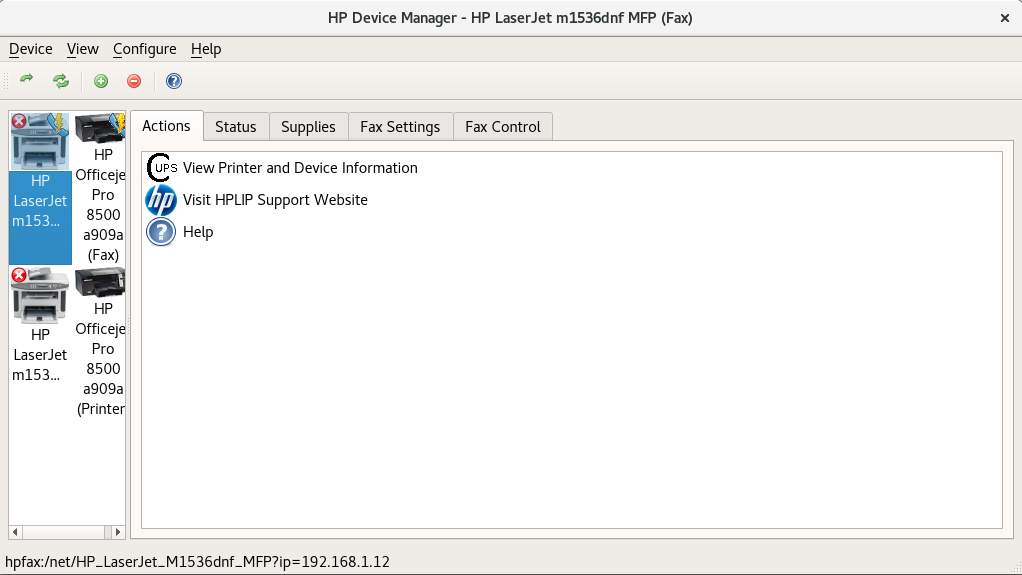 HP Device Manager - HP LaserJet m1536dnf MFP (Fax)
Device View Configure Help
Actions Status Supplies Fax Settings Fax Control
HP
LaserJet
m153...
HP
Officeje
Pro
8500
a909a
(Fax)
HP
LaserJet
m153...
HP
Officeje
Pro
8500
a909a
(Printer
CUPS View Printer and Device Information
hp Visit HPLIP Support Website
? Help
hpfax:/net/HP_LaserJet_M1536dnf_MFP?ip=192.168.1.12